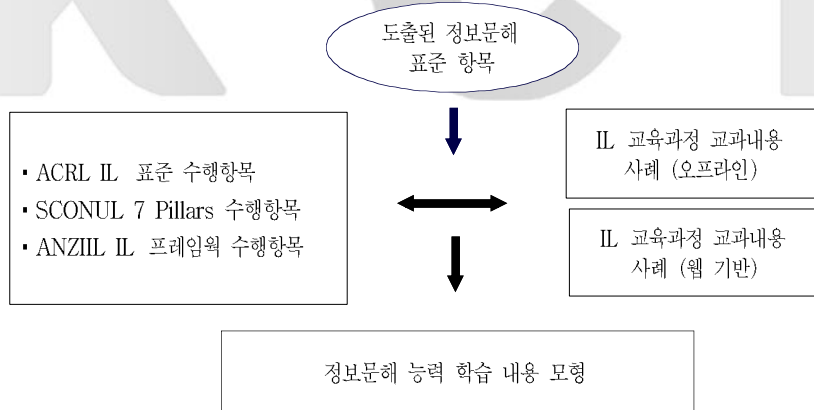 도출된 정보문해
표준 항목
▪ ACRL IL 표준 수행항목
▪ SCONUL 7 Pillars 수행항목
▪ ANZIIL IL 프레임웍 수행항목
IL 교육과정 교과내용
사례 (오프라인)
IL 교육과정 교과내용
사례 (웹 기반)
정보문해 능력 학습 내용 모형